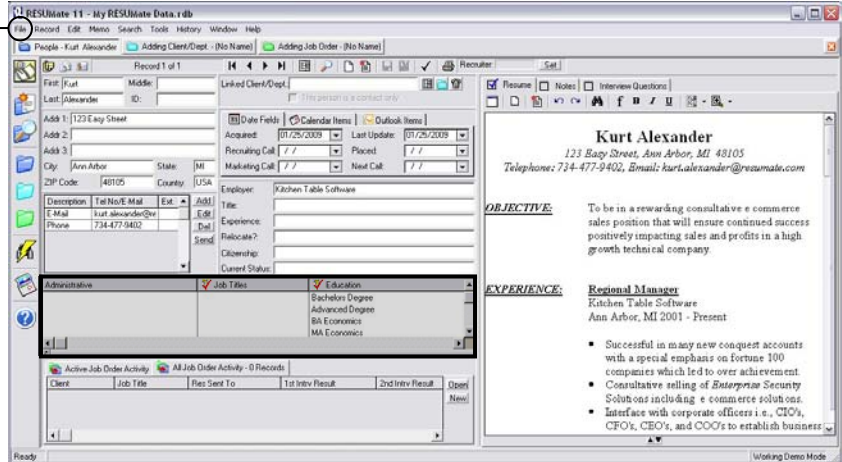 RESUMate 11 - My RESUMate Data.rdb
File Record Edit Memo Search Tools History Window Help
People - Kurt Alexander Adding Client/Dept. - (No Name) Adding Job Order - (No Name)
Record 1 of 1 Recruiter Set
First: Kurt Middle: Linked Client/Dept.
Last: Alexander ID: This person is a contact only
Add 1: 123 Easy Street
Add 2:
Add 3:
City: Ann Arbor State: MI
ZIP Code: 48105 Country: USA
Description Tel No/E-Mail Ext. Add
E-Mail kurt.alexander@re Edit
Phone 734-477-9402 Del
Send
Date Fields Calendar Items Outlook Items
Acquired: 01/25/2009 Last Update: 01/25/2009
Recruiting Call: / / Placed: / /
Marketing Call: / / Next Call: / /
Employer: Kitchen Table Software
Title:
Experience:
Relocate?:
Citizenship:
Current Status:
Administrative Job Titles Education
Bachelors Degree
Advanced Degree
BA Economics
MA Economics
Active Job Order Activity All Job Order Activity - 0 Records
Client Job Title Res Sent To 1st Intrv Result 2nd Intrv Result Open
New
Resume Notes Interview Questions
f B I U
Kurt Alexander
123 Easy Street, Ann Arbor, MI 48105
Telephone: 734-477-9402, Email: kurt.alexander@resumate.com
OBJECTIVE: To be in a rewarding consultative e commerce
sales position that will ensure continued success
positively impacting sales and profits in a high
growth technical company.
EXPERIENCE: Regional Manager
Kitchen Table Software
Ann Arbor, MI 2001 - Present
• Successful in many new conquest accounts
with a special emphasis on fortune 100
companies which led to over achievement.
• Consultative selling of Enterprise Security
Solutions including e commerce solutions.
• Interface with corporate officers i.e., CIO's,
CFO's, CEO's, and COO's to establish business
Ready Working Demo Mode